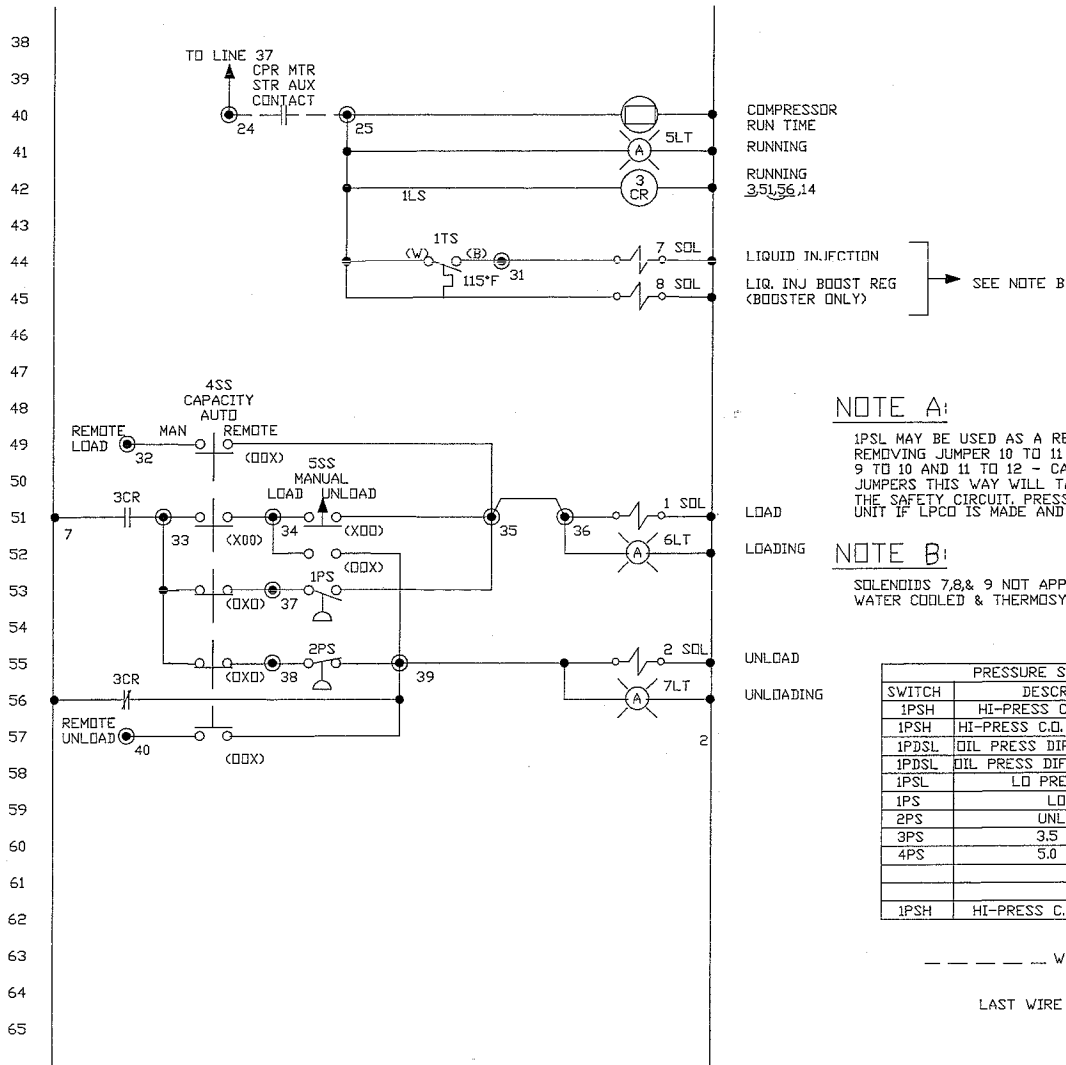 38
TO LINE 37
39
CPR MTR
STR AUX
CONTACT
40
24
25
COMPRESSOR
RUN TIME
41
5LT
A
RUNNING
42
1LS
3
CR
RUNNING
3,51,56,14
43
44
1TS
(W)
(B)
31
115°F
7 SOL
LIQUID INJECTION
45
8 SOL
LIQ. INJ BOOST REG
(BOOSTER ONLY)
SEE NOTE B
46
47
48
4SS
CAPACITY
AUTO
49
REMOTE
LOAD
32
MAN
REMOTE
(OOX)
50
5SS
MANUAL
LOAD
UNLOAD
51
7
3CR
33
(XOO)
34
(XOO)
35
36
1 SOL
LOAD
52
(OOX)
A
6LT
LOADING
53
(OXO)
37
1PS
54
55
(OXO)
38
2PS
39
2 SOL
UNLOAD
56
3CR
A
7LT
UNLOADING
57
REMOTE
UNLOAD
40
(OOX)
2
58
59
60
61
62
63
64
65
NOTE A:
1PSL MAY BE USED AS A RE
REMOVING JUMPER 10 TO 11
9 TO 10 AND 11 TO 12 - CA
JUMPERS THIS WAY WILL TA
THE SAFETY CIRCUIT. PRESS
UNIT IF LPCO IS MADE AND
NOTE B:
SOLENOIDS 7,8,& 9 NOT APP
WATER COOLED & THERMOSY
PRESSURE S
SWITCH DESCR
1PSH HI-PRESS C
1PSH HI-PRESS C.O.
1PDSL OIL PRESS DIF
1PDSL OIL PRESS DIF
1PSL LO PRE
1PS LO
2PS UNL
3PS 3.5
4PS 5.0
1PSH HI-PRESS C.
W
LAST WIRE